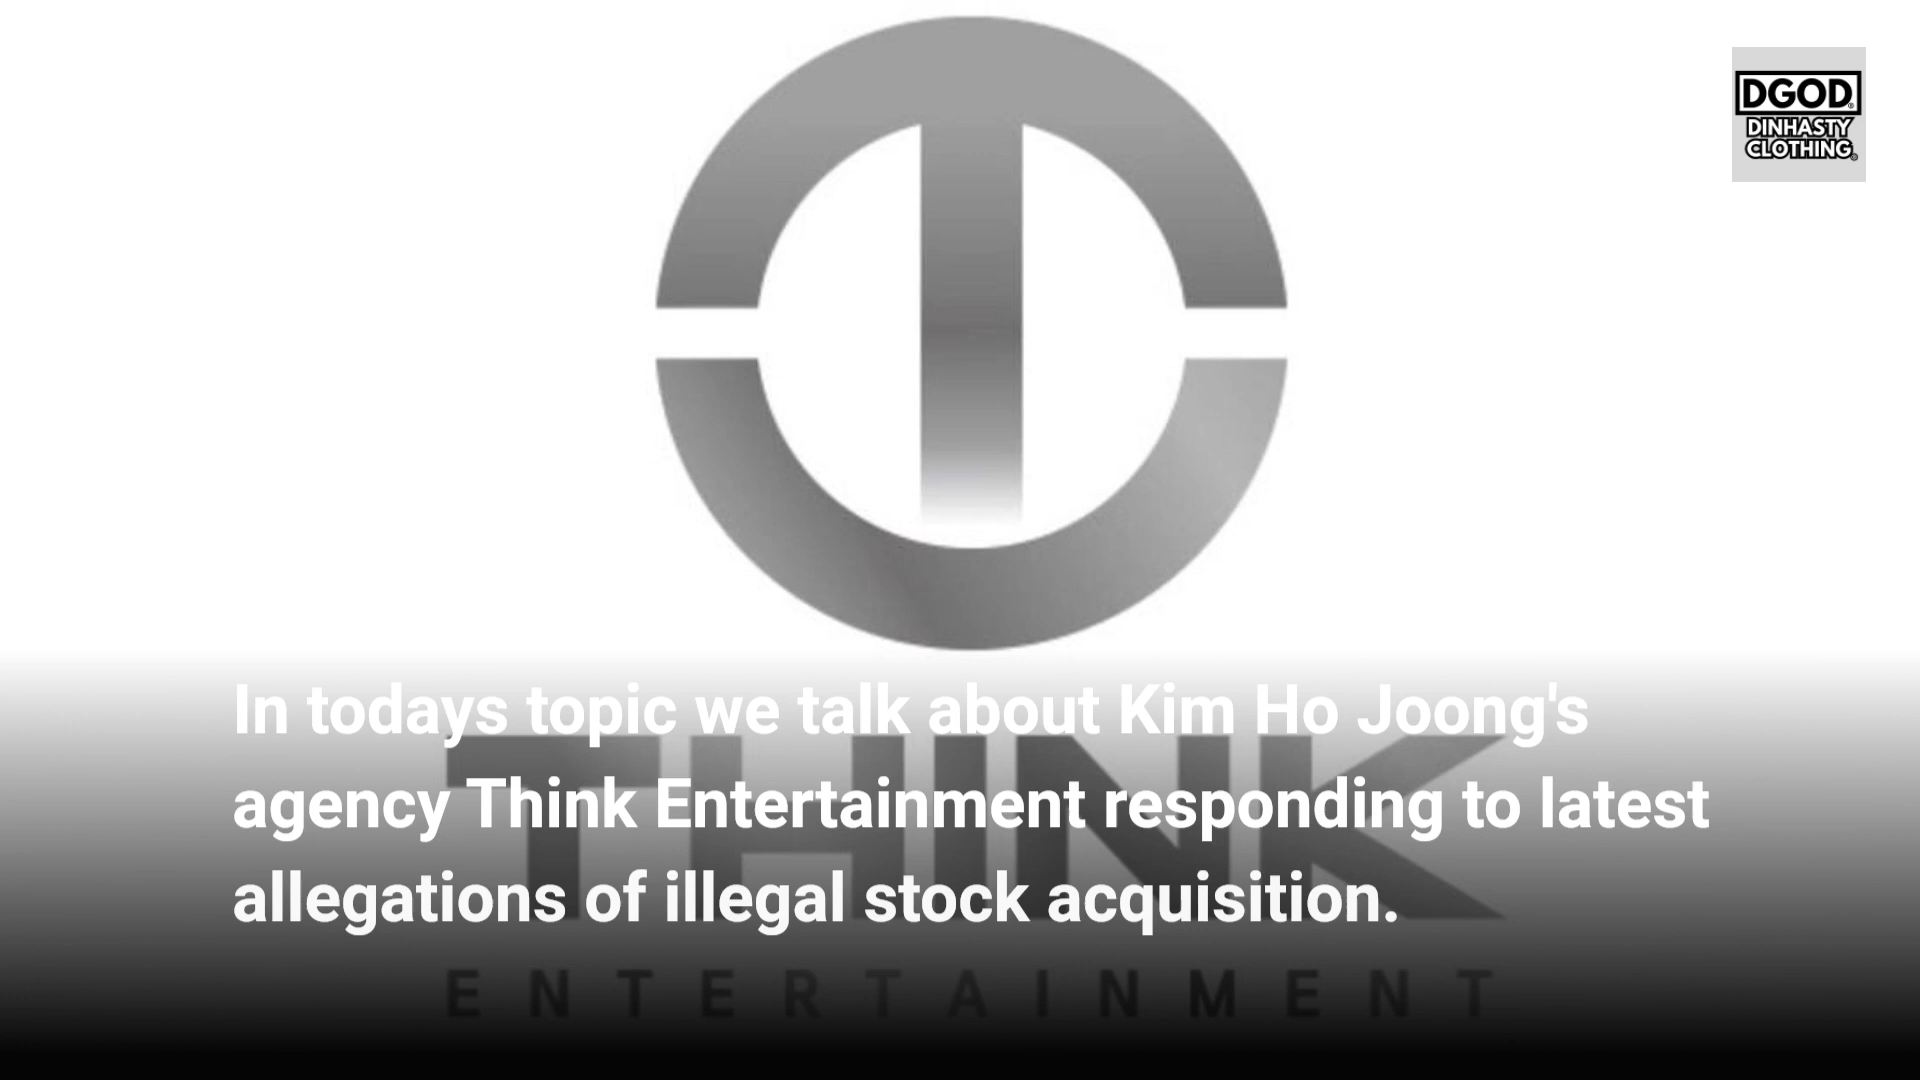 DGOD®
DINHASTY
CLOTHING®
In todays topic we talk about Kim Ho Joong's
agency Think Entertainment responding to latest
allegations of illegal stock acquisition.
THINK
ENTERTAINMENT